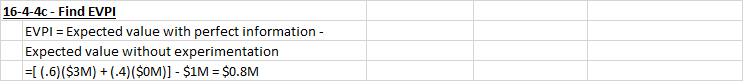 16-4-4c - Find EVPI
EVPI = Expected value with perfect information -
Expected value without experimentation
=[ (.6)($3M) + (.4)($0M)] - $1M = $0.8M